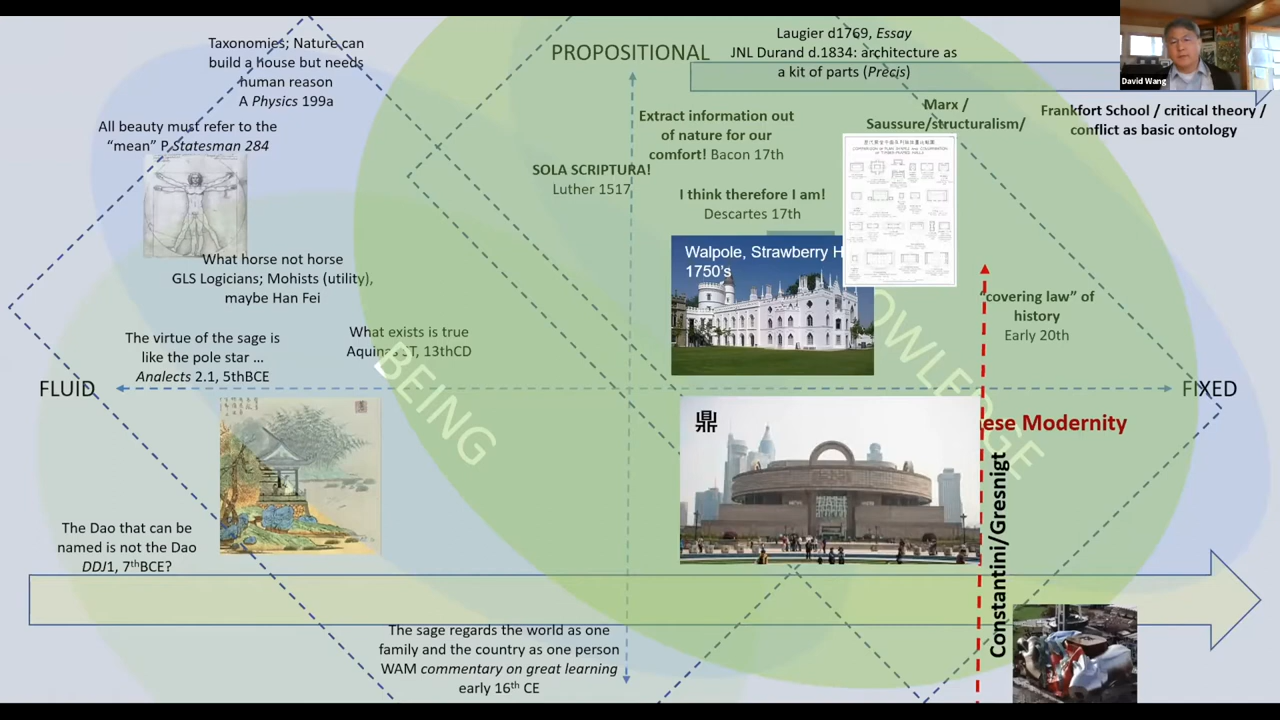 Taxonomies; Nature can
build a house but needs
human reason
A Physics 199a
All beauty must refer to the
"mean" P Statesman 284
What horse not horse
GLS Logicians; Mohists (utility),
maybe Han Fei
The virtue of the sage is
like the pole star …
Analects 2.1, 5thBCE
What exists is true
Aquinas ST, 13thCD
FLUID
BEING
The Dao that can be
named is not the Dao
DDJ1, 7thBCE?
The sage regards the world as one
family and the country as one person
WAM commentary on great learning
early 16th CE
PROPOSITIONAL
Laugier d1769, Essay
JNL Durand d.1834: architecture as
a kit of parts (Précis)
David Wang
Extract information out
of nature for our
comfort! Bacon 17th
SOLA SCRIPTURA!
Luther 1517
I think therefore I am!
Descartes 17th
Marx /
Saussure/structuralism/
Frankfort School / critical theory /
conflict as basic ontology
Walpole, Strawberry H
1750's
"covering law" of
history
Early 20th
OWLEDGE
FIXED
鼎
ese Modernity
Constantini/Gresnigt